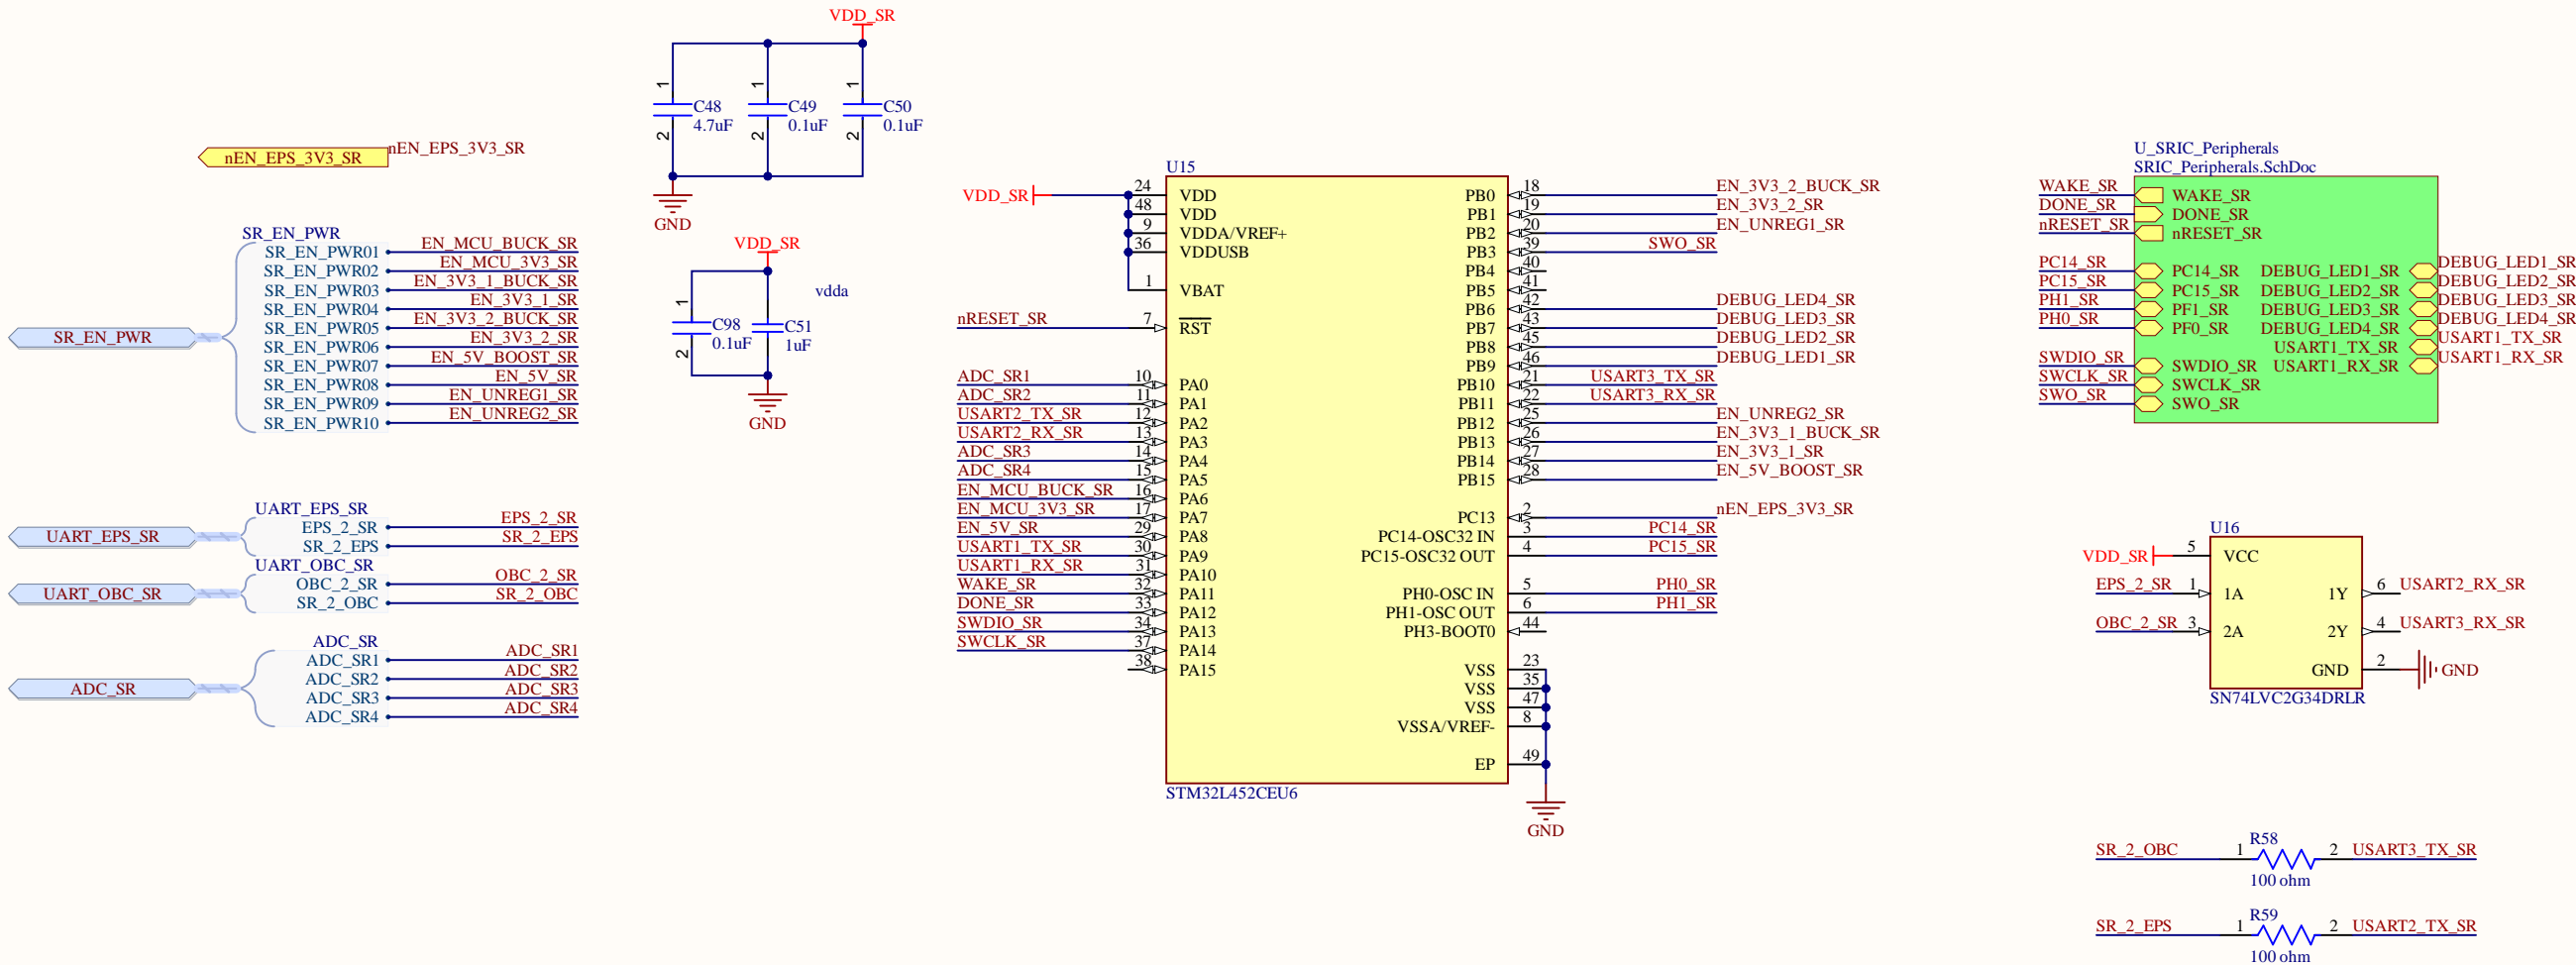 VDD_SR
1
1
1
C48
4.7uF
C49
0.1uF
C50
0.1uF
2
2
2
GND
nEN_EPS_3V3_SR
nEN_EPS_3V3_SR
SR_EN_PWR
SR_EN_PWR
SR_EN_PWR01 EN_MCU_BUCK_SR
SR_EN_PWR02 EN_MCU_3V3_SR
SR_EN_PWR03 EN_3V3_1_BUCK_SR
SR_EN_PWR04 EN_3V3_1_SR
SR_EN_PWR05 EN_3V3_2_BUCK_SR
SR_EN_PWR06 EN_3V3_2_SR
SR_EN_PWR07 EN_5V_BOOST_SR
SR_EN_PWR08 EN_5V_SR
SR_EN_PWR09 EN_UNREG1_SR
SR_EN_PWR10 EN_UNREG2_SR
UART_EPS_SR
UART_EPS_SR
EPS_2_SR EPS_2_SR
SR_2_EPS SR_2_EPS
UART_OBC_SR
UART_OBC_SR
OBC_2_SR OBC_2_SR
SR_2_OBC SR_2_OBC
ADC_SR
ADC_SR
ADC_SR1 ADC_SR1
ADC_SR2 ADC_SR2
ADC_SR3 ADC_SR3
ADC_SR4 ADC_SR4
VDD_SR
vdda
1
C98
0.1uF
2
C51
1uF
GND
U15
VDD_SR
24 VDD
48 VDD
9 VDDA/VREF+
36 VDDUSB
1 VBAT
nRESET_SR 7 RST
ADC_SR1 10 PA0
ADC_SR2 11 PA1
USART2_TX_SR 12 PA2
USART2_RX_SR 13 PA3
ADC_SR3 14 PA4
ADC_SR4 15 PA5
EN_MCU_BUCK_SR 16 PA6
EN_MCU_3V3_SR 17 PA7
EN_5V_SR 29 PA8
USART1_TX_SR 30 PA9
USART1_RX_SR 31 PA10
WAKE_SR 32 PA11
DONE_SR 33 PA12
SWDIO_SR 34 PA13
SWCLK_SR 37 PA14
38 PA15
PB0 18 EN_3V3_2_BUCK_SR
PB1 19 EN_3V3_2_SR
PB2 20 EN_UNREG1_SR
PB3 39 SWO_SR
PB4 40
PB5 41
PB6 42 DEBUG_LED4_SR
PB7 43 DEBUG_LED3_SR
PB8 45 DEBUG_LED2_SR
PB9 46 DEBUG_LED1_SR
PB10 21 USART3_TX_SR
PB11 22 USART3_RX_SR
PB12 25 EN_UNREG2_SR
PB13 26 EN_3V3_1_BUCK_SR
PB14 27 EN_3V3_1_SR
PB15 28 EN_5V_BOOST_SR
PC13 2 nEN_EPS_3V3_SR
PC14-OSC32 IN 3 PC14_SR
PC15-OSC32 OUT 4 PC15_SR
PH0-OSC IN 5 PH0_SR
PH1-OSC OUT 6 PH1_SR
PH3-BOOT0 44
VSS 23
VSS 35
VSS 47
VSSA/VREF- 8
EP 49
STM32L452CEU6
GND
U_SRIC_Peripherals
SRIC_Peripherals.SchDoc
WAKE_SR WAKE_SR
DONE_SR DONE_SR
nRESET_SR nRESET_SR
PC14_SR PC14_SR DEBUG_LED1_SR DEBUG_LED1_SR
PC15_SR PC15_SR DEBUG_LED2_SR DEBUG_LED2_SR
PH1_SR PF1_SR DEBUG_LED3_SR DEBUG_LED3_SR
PH0_SR PF0_SR DEBUG_LED4_SR DEBUG_LED4_SR
USART1_TX_SR USART1_TX_SR
SWDIO_SR SWDIO_SR USART1_RX_SR USART1_RX_SR
SWCLK_SR SWCLK_SR
SWO_SR SWO_SR
U16
VDD_SR 5 VCC
EPS_2_SR 1 1A 1Y 6 USART2_RX_SR
OBC_2_SR 3 2A 2Y 4 USART3_RX_SR
GND 2 GND
SN74LVC2G34DRLR
R58
SR_2_OBC 1 2 USART3_TX_SR
100 ohm
R59
SR_2_EPS 1 2 USART2_TX_SR
100 ohm